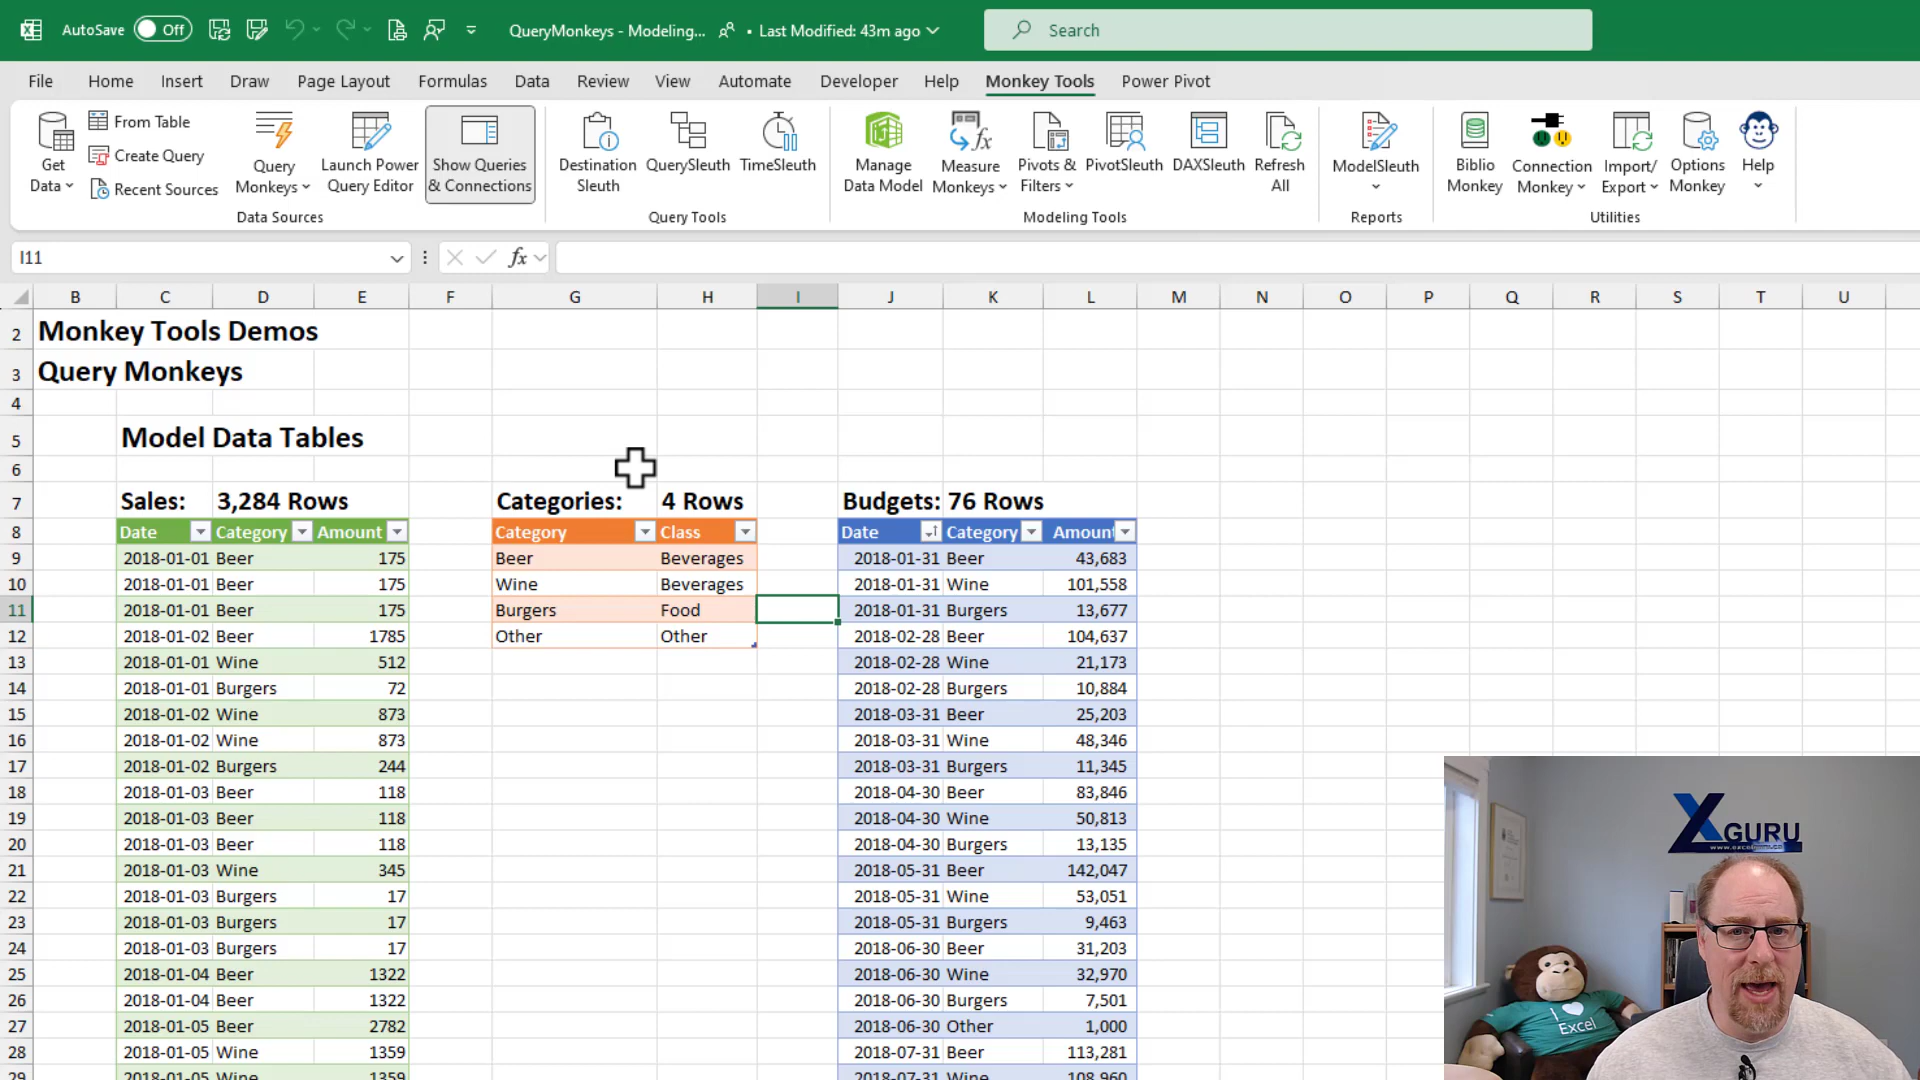 AutoSave Off QueryMonkeys - Modeling... • Last Modified: 43m ago Search
File Home Insert Draw Page Layout Formulas Data Review View Automate Developer Help Monkey Tools Power Pivot
Get Data
From Table
Create Query
Recent Sources
Query Monkeys
Launch Power Query Editor
Show Queries & Connections
Data Sources
Destination Sleuth
QuerySleuth
TimeSleuth
Query Tools
Manage Data Model
Measure Monkeys
Pivots & Filters
PivotSleuth
DAXSleuth
Refresh All
Modeling Tools
ModelSleuth
Reports
Biblio Monkey
Connection Monkey
Import/ Export
Options Monkey
Help
Utilities
I11 fx
B C D E F G H I J K L M N O P Q R S T U
2 Monkey Tools Demos
3 Query Monkeys
4
5 Model Data Tables
6
7 Sales: 3,284 Rows Categories: 4 Rows Budgets: 76 Rows
8 Date Category Amount Category Class Date Category Amoun
9 2018-01-01 Beer 175 Beer Beverages 2018-01-31 Beer 43,683
10 2018-01-01 Beer 175 Wine Beverages 2018-01-31 Wine 101,558
11 2018-01-01 Beer 175 Burgers Food 2018-01-31 Burgers 13,677
12 2018-01-02 Beer 1785 Other Other 2018-02-28 Beer 104,637
13 2018-01-01 Wine 512 2018-02-28 Wine 21,173
14 2018-01-01 Burgers 72 2018-02-28 Burgers 10,884
15 2018-01-02 Wine 873 2018-03-31 Beer 25,203
16 2018-01-02 Wine 873 2018-03-31 Wine 48,346
17 2018-01-02 Burgers 244 2018-03-31 Burgers 11,345
18 2018-01-03 Beer 118 2018-04-30 Beer 83,846
19 2018-01-03 Beer 118 2018-04-30 Wine 50,813
20 2018-01-03 Beer 118 2018-04-30 Burgers 13,135
21 2018-01-03 Wine 345 2018-05-31 Beer 142,047
22 2018-01-03 Burgers 17 2018-05-31 Wine 53,051
23 2018-01-03 Burgers 17 2018-05-31 Burgers 9,463
24 2018-01-03 Burgers 17 2018-06-30 Beer 31,203
25 2018-01-04 Beer 1322 2018-06-30 Wine 32,970
26 2018-01-04 Beer 1322 2018-06-30 Burgers 7,501
27 2018-01-05 Beer 2782 2018-06-30 Other 1,000
28 2018-01-05 Wine 1359 2018-07-31 Beer 113,281
29 2018-01-05 Wine 1359 2018-07-31 Wine 108,960
XGURU
I Excel